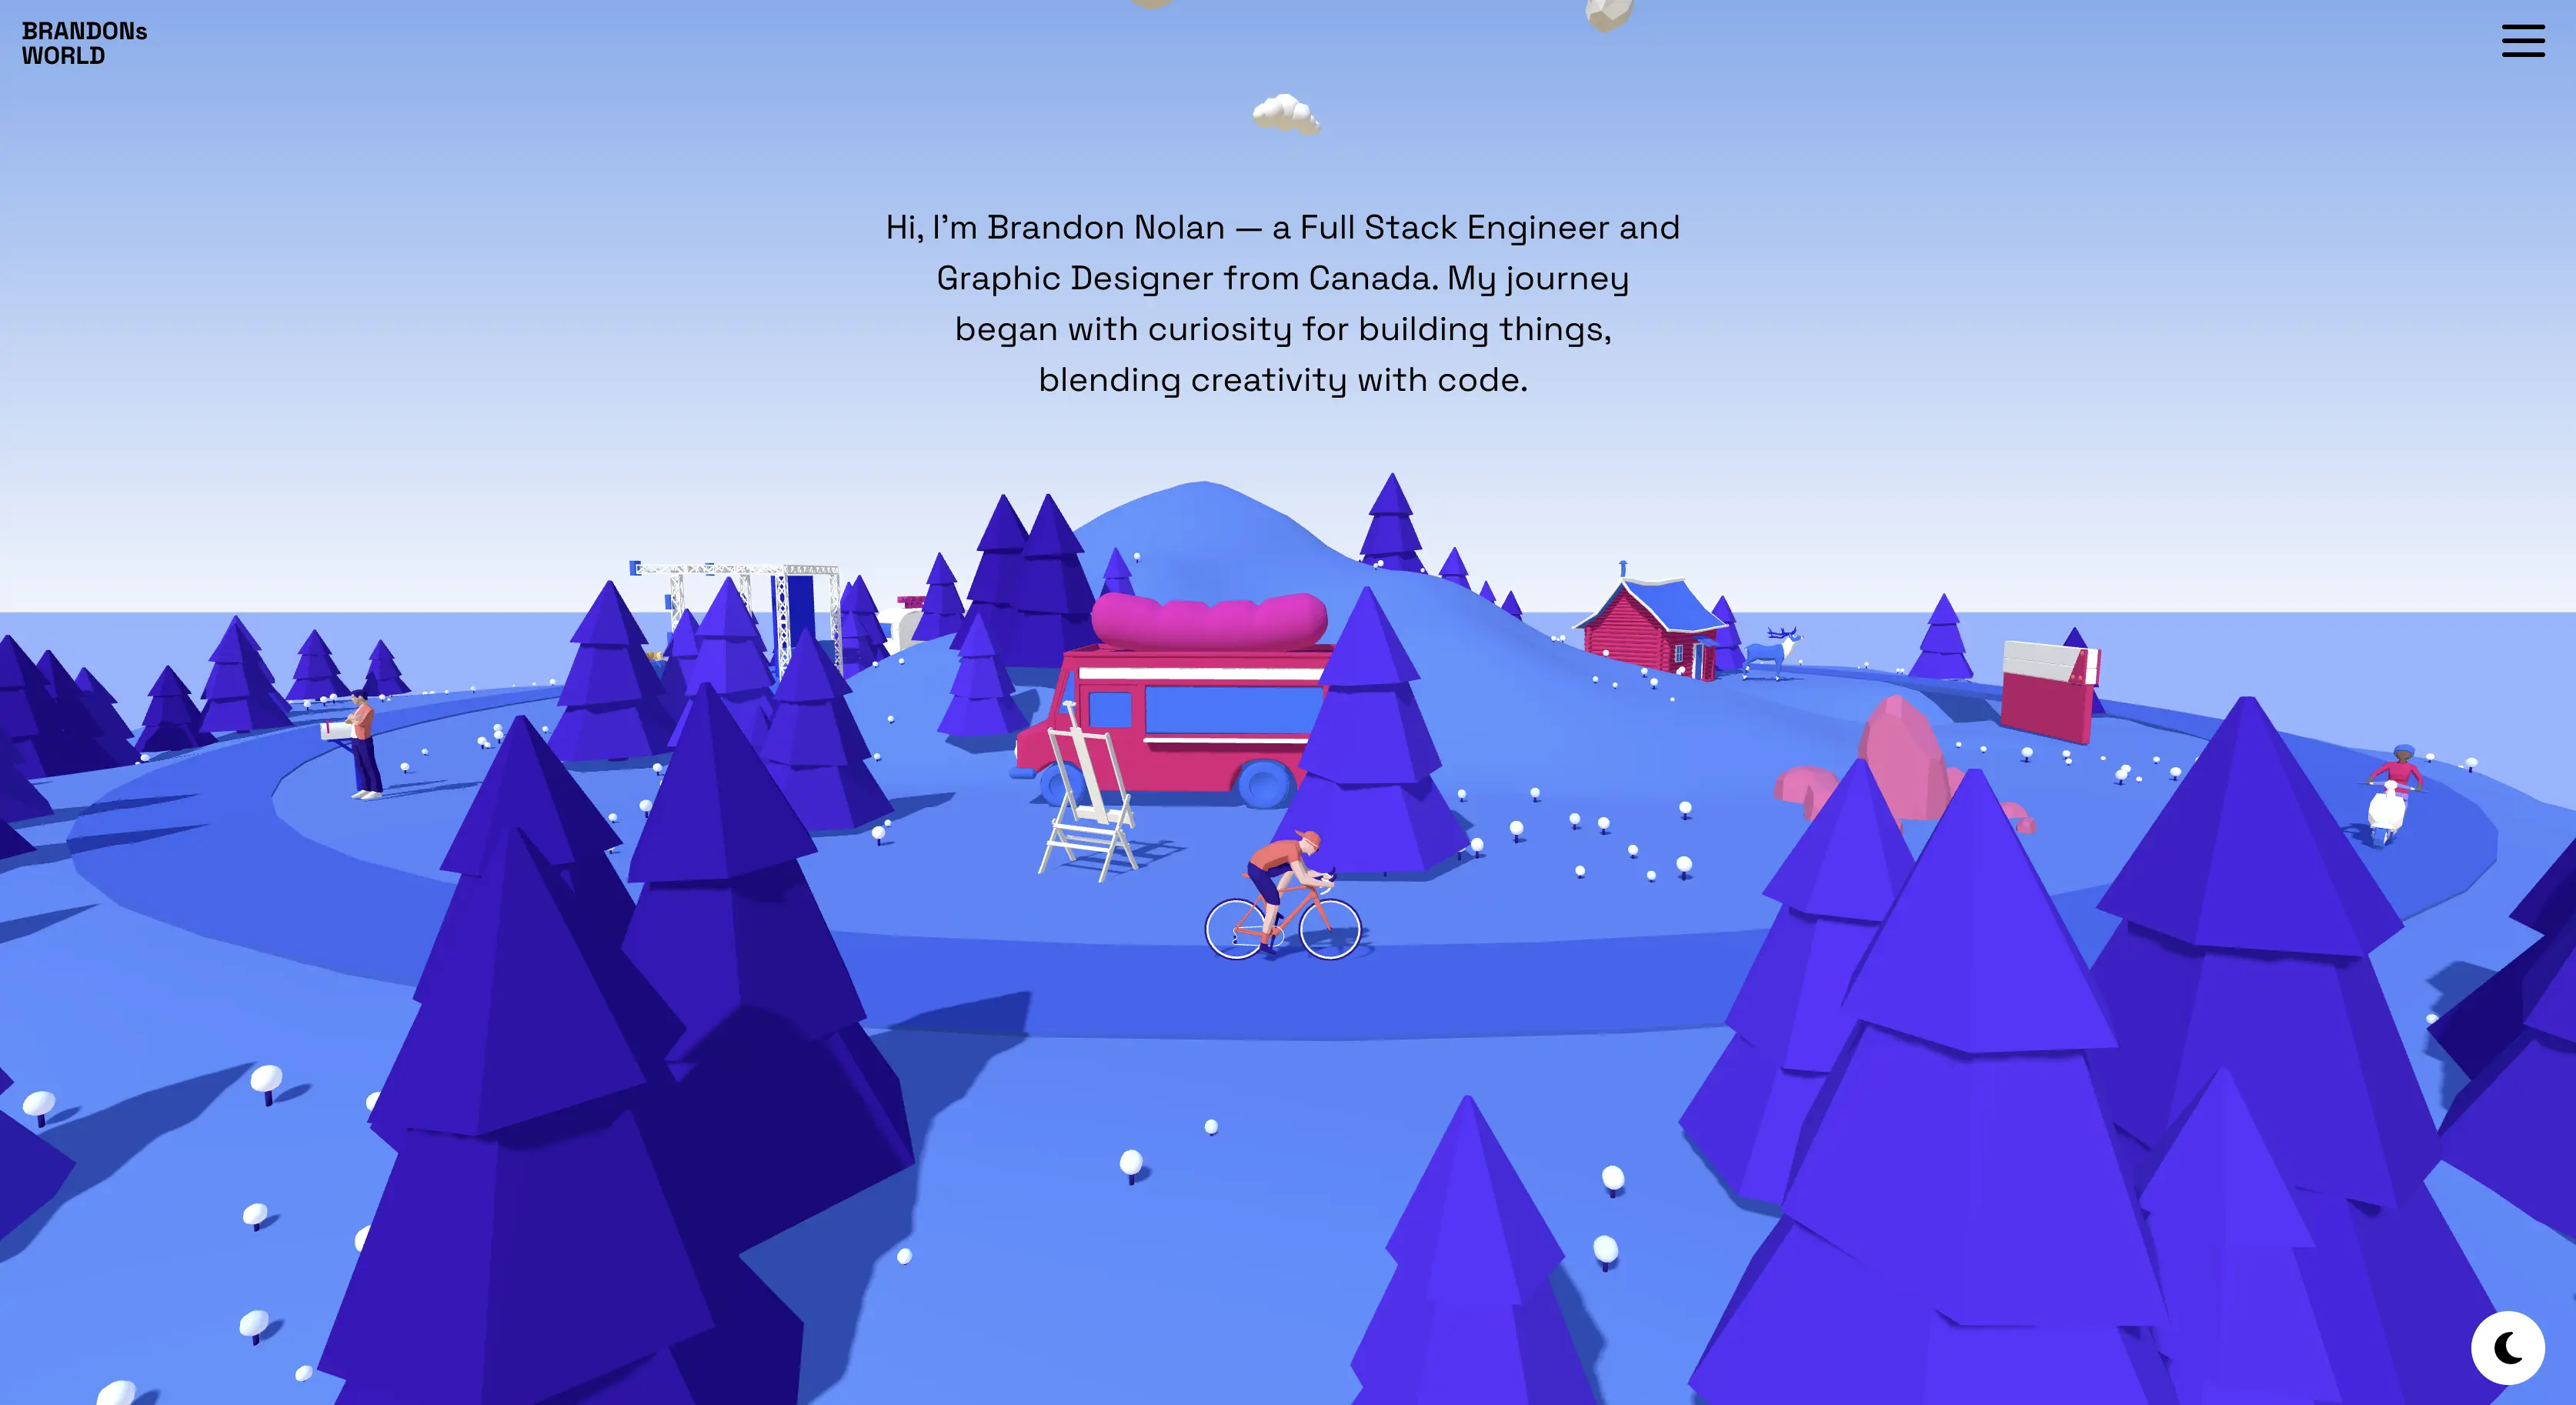 BRANDONs
WORLD
Hi, I’m Brandon Nolan — a Full Stack Engineer and
Graphic Designer from Canada. My journey
began with curiosity for building things,
blending creativity with code.